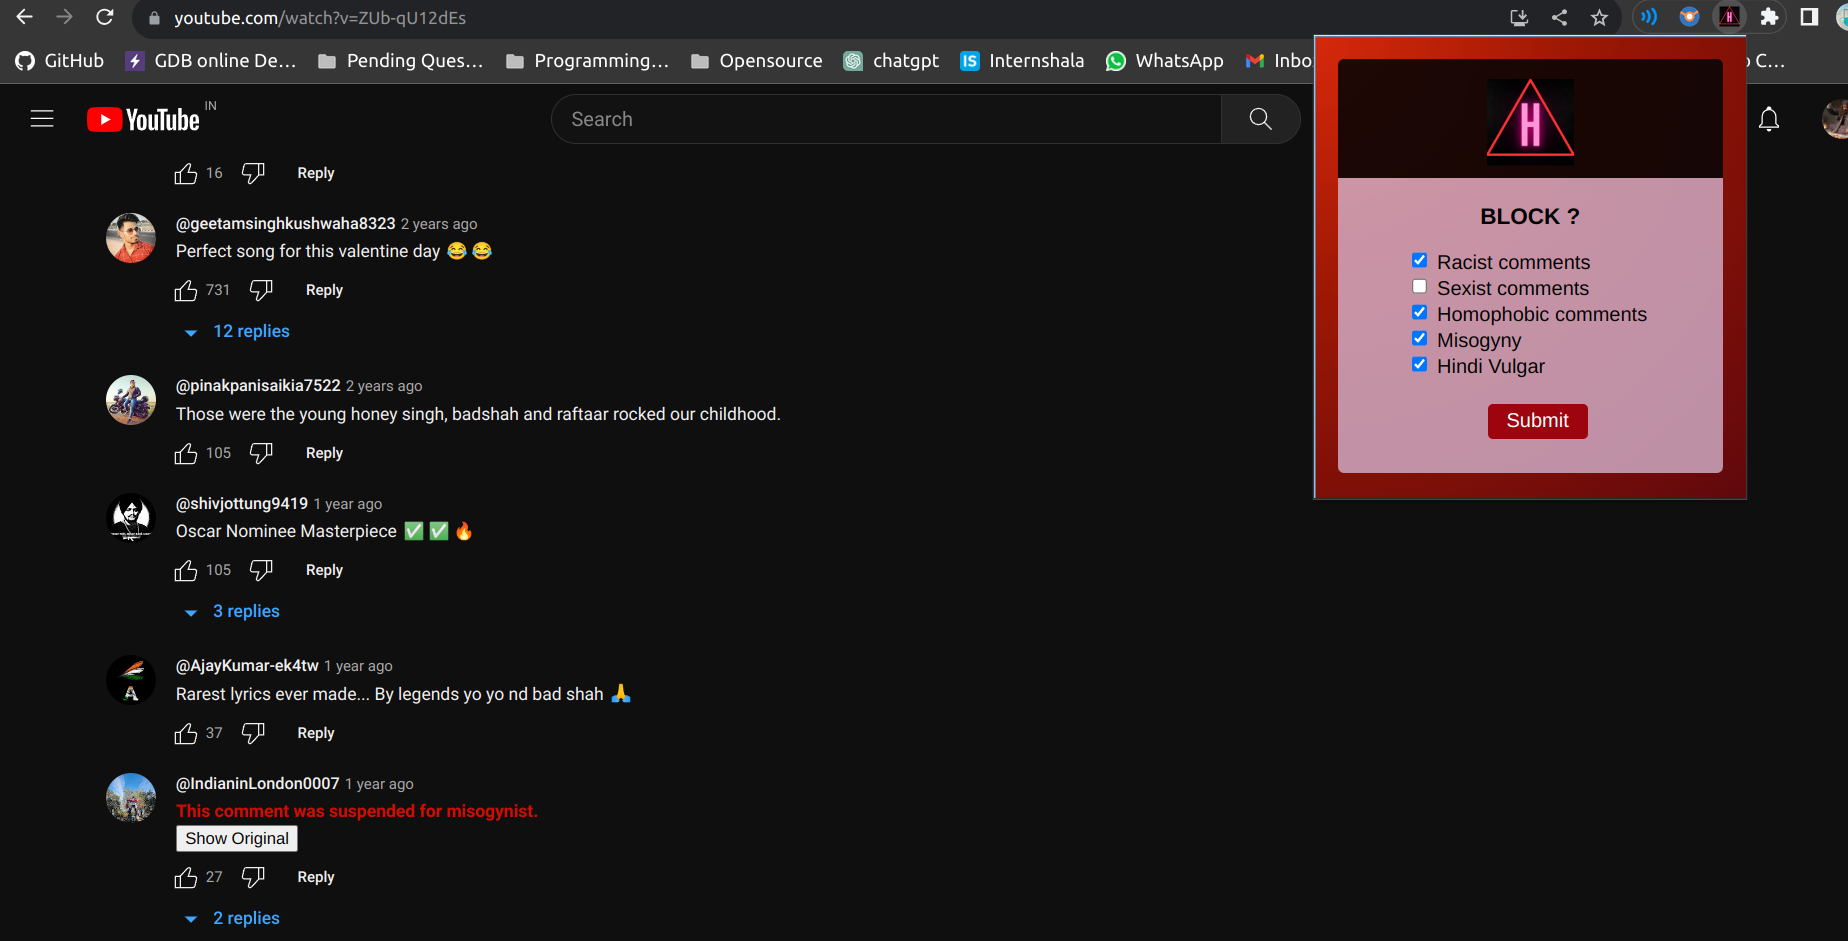 youtube.com/watch?v=ZUb-qU12dEs
GitHub GDB online De... Pending Ques... Programming... Opensource chatgpt Internshala WhatsApp Inbo C...
YouTube IN
Search
16 Reply
@geetamsinghkushwaha8323 2 years ago
Perfect song for this valentine day 😂 😂
731 Reply
12 replies
@pinakpanisaikia7522 2 years ago
Those were the young honey singh, badshah and raftaar rocked our childhood.
105 Reply
@shivjottung9419 1 year ago
Oscar Nominee Masterpiece ✅ ✅ 🔥
105 Reply
3 replies
@AjayKumar-ek4tw 1 year ago
Rarest lyrics ever made... By legends yo yo nd bad shah 🙏
37 Reply
@IndianinLondon0007 1 year ago
This comment was suspended for misogynist.
Show Original
27 Reply
2 replies
H
BLOCK ?
Racist comments
Sexist comments
Homophobic comments
Misogyny
Hindi Vulgar
Submit